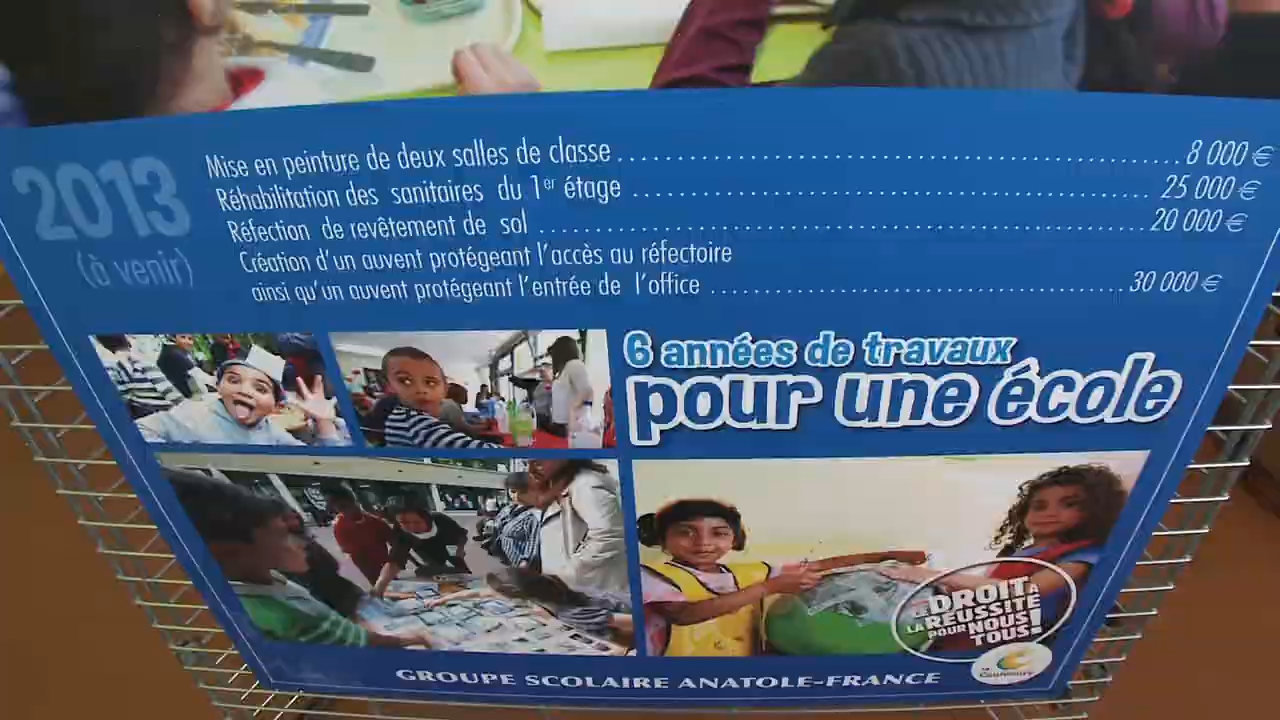 2013
(à venir)
Mise en peinture de deux salles de classe........................8 000 €
Réhabilitation des sanitaires du 1er étage........................25 000 €
Réfection de revêtement de sol........................20 000 €
Création d'un auvent protégeant l'accès au réfectoire
ainsi qu'un auvent protégeant l'entrée de l'office........................30 000 €
6 années de travaux
pour une école
LE DROIT À
LA RÉUSSITE
POUR NOUS
TOUS!
GROUPE SCOLAIRE ANATOLE-FRANCE
La Courneuve